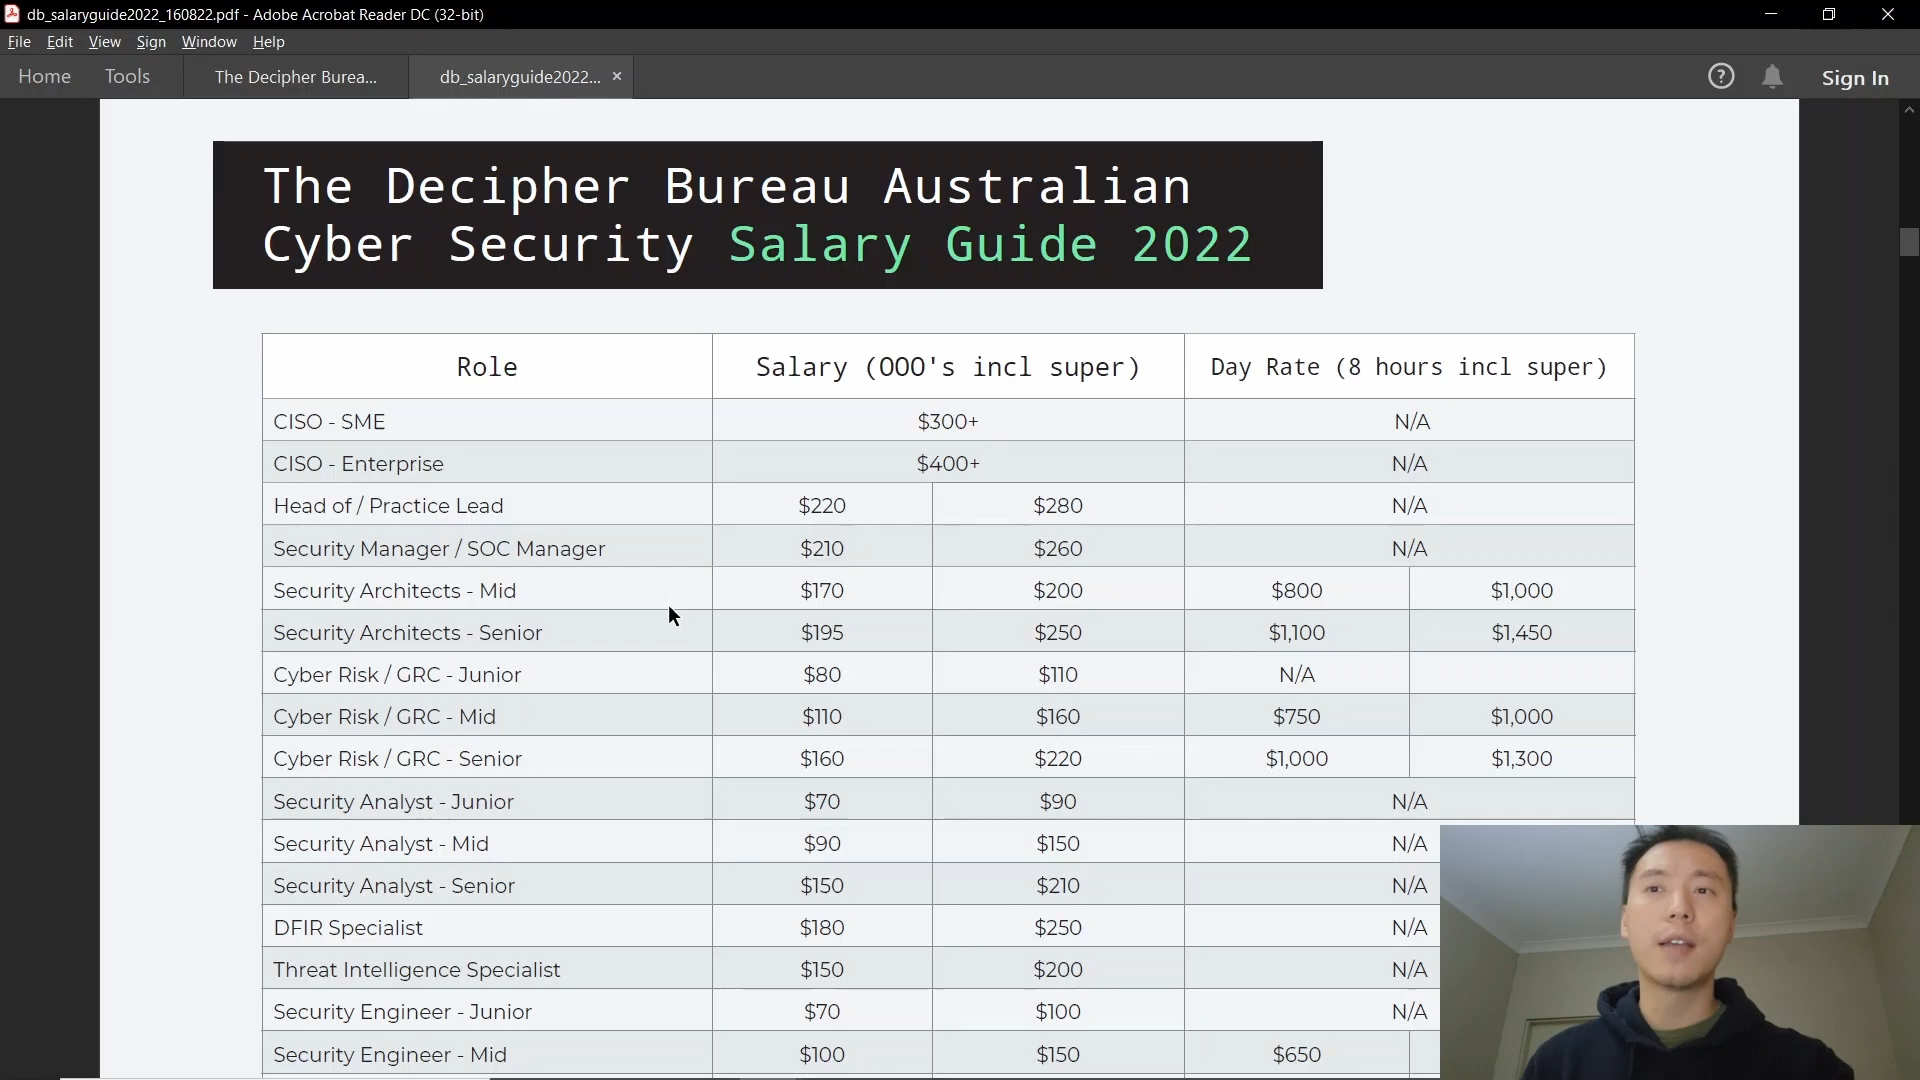 db_salaryguide2022_160822.pdf - Adobe Acrobat Reader DC (32-bit)
File Edit View Sign Window Help
Home Tools The Decipher Burea... db_salaryguide2022... × ? Sign In
The Decipher Bureau Australian
Cyber Security Salary Guide 2022
Role Salary (000's incl super) Day Rate (8 hours incl super)
CISO - SME $300+ N/A
CISO - Enterprise $400+ N/A
Head of / Practice Lead $220 $280 N/A
Security Manager / SOC Manager $210 $260 N/A
Security Architects - Mid $170 $200 $800 $1,000
Security Architects - Senior $195 $250 $1,100 $1,450
Cyber Risk / GRC - Junior $80 $110 N/A
Cyber Risk / GRC - Mid $110 $160 $750 $1,000
Cyber Risk / GRC - Senior $160 $220 $1,000 $1,300
Security Analyst - Junior $70 $90 N/A
Security Analyst - Mid $90 $150 N/A
Security Analyst - Senior $150 $210 N/A
DFIR Specialist $180 $250 N/A
Threat Intelligence Specialist $150 $200 N/A
Security Engineer - Junior $70 $100 N/A
Security Engineer - Mid $100 $150 $650